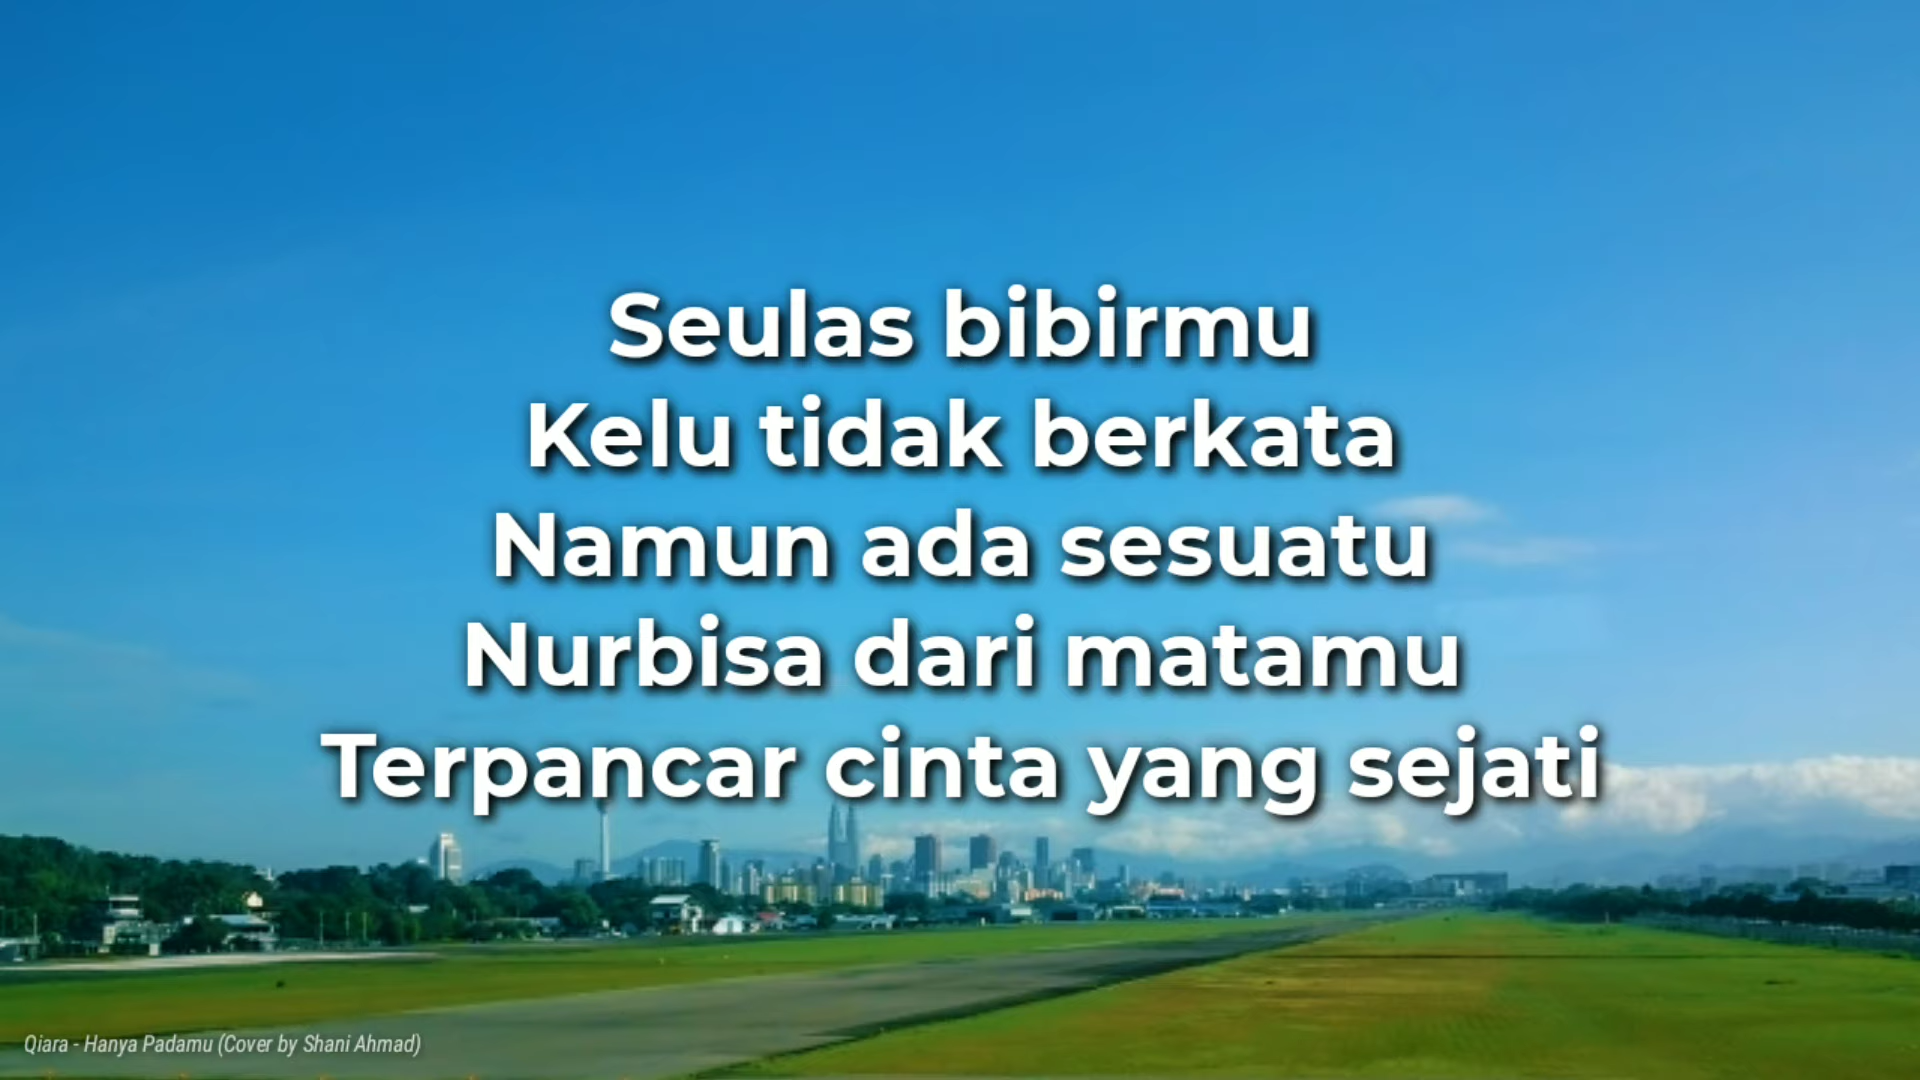 Seulas bibirmu
Kelu tidak berkata
Namun ada sesuatu
Nurbisa dari matamu
Terpancar cinta yang sejati
Qiara - Hanya Padamu (Cover by Shani Ahmad)